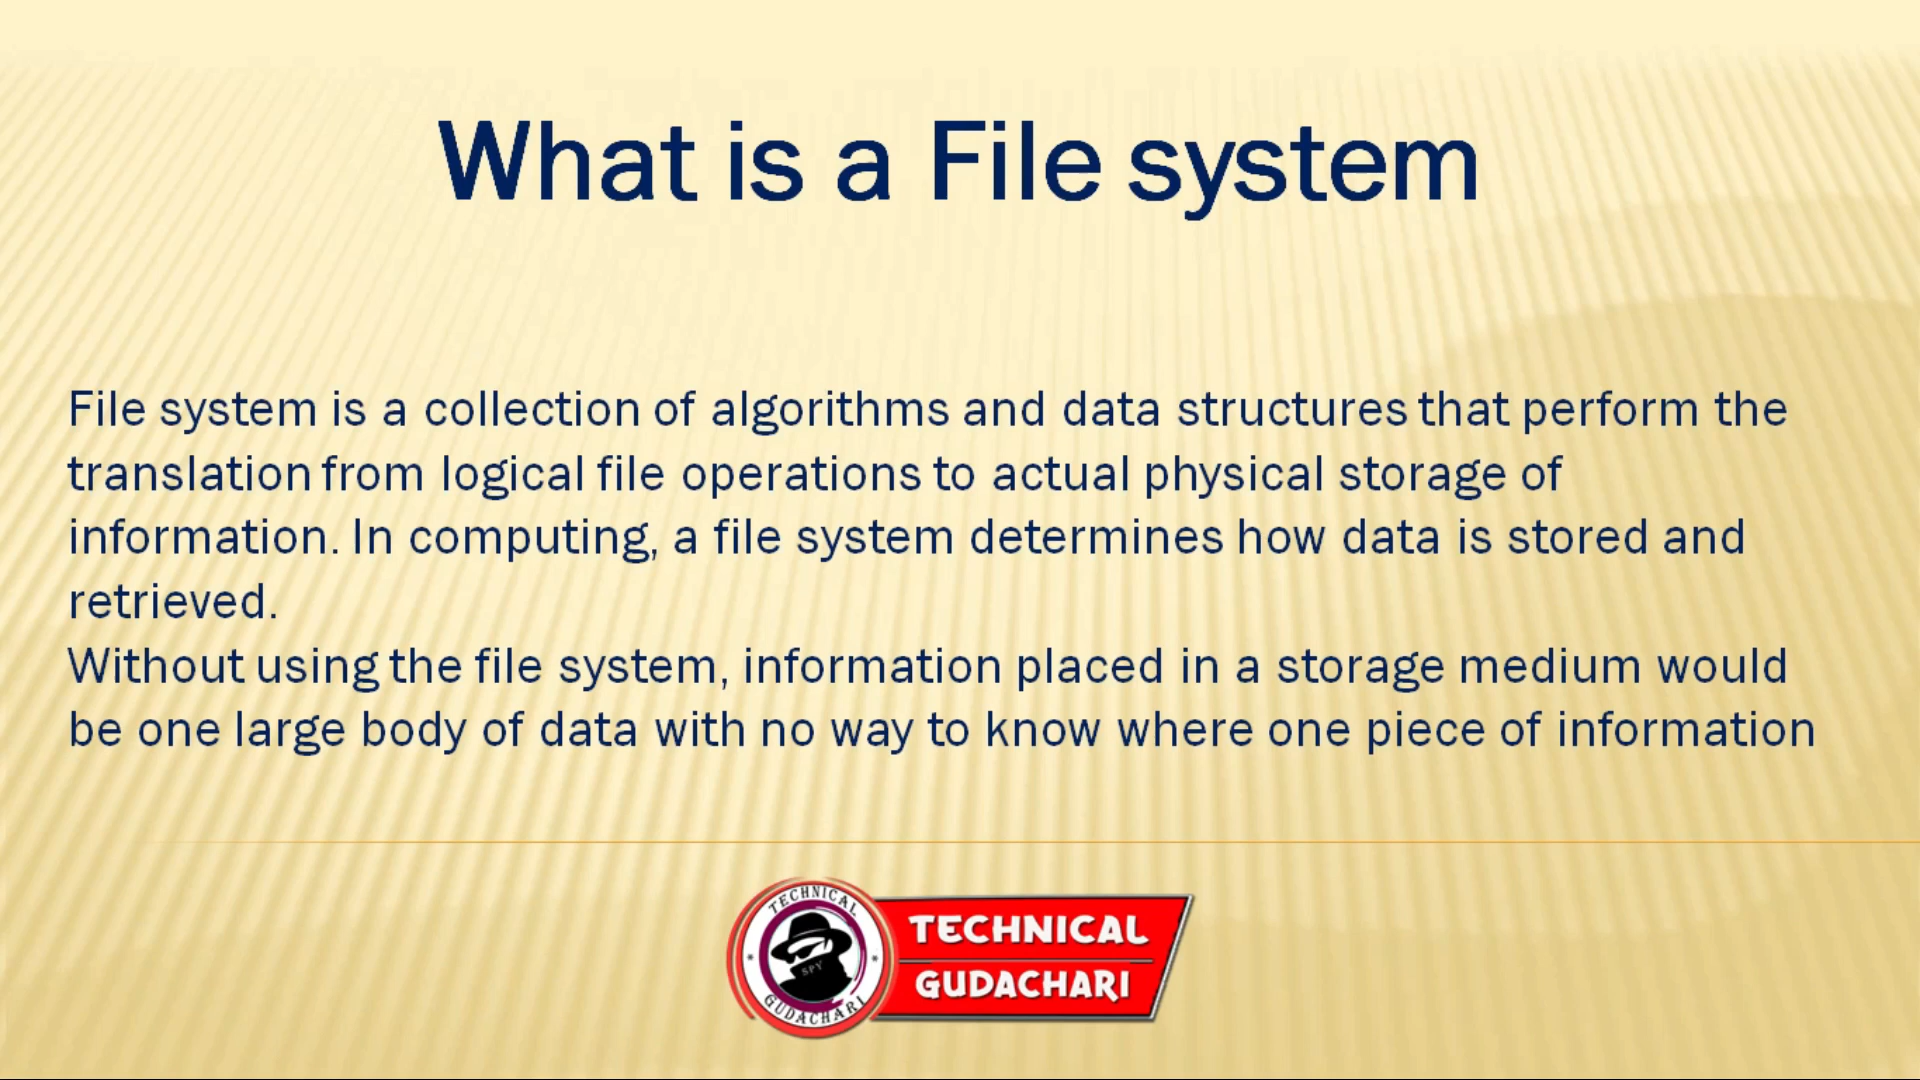 What is a File system
File system is a collection of algorithms and data structures that perform the
translation from logical file operations to actual physical storage of
information. In computing, a file system determines how data is stored and
retrieved.
Without using the file system, information placed in a storage medium would
be one large body of data with no way to know where one piece of information
TECHNICAL
SPY
GUDACHARI
TECHNICAL
GUDACHARI